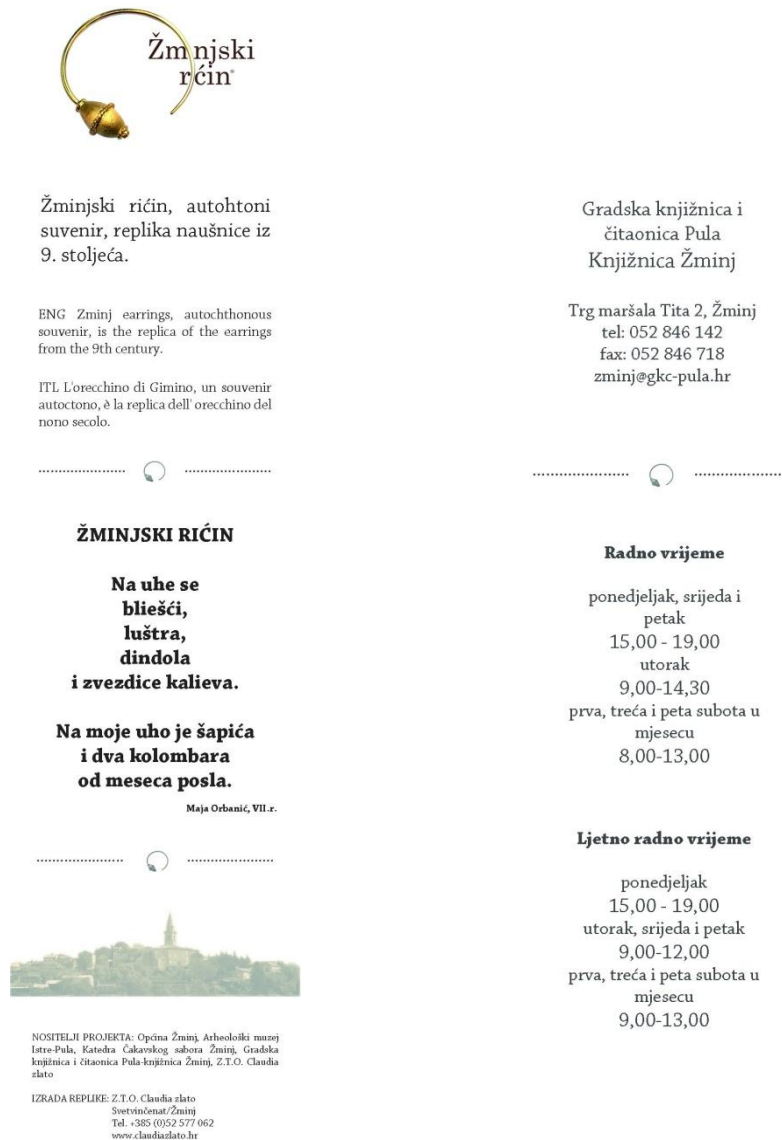 Žminjski
rićin®
Žminjski rićin, autohtoni
suvenir, replika naušnice iz
9. stoljeća.
ENG Zminj earrings, autochthonous
souvenir, is the replica of the earrings
from the 9th century.
ITL L'orecchino di Gimino, un souvenir
autoctono, è la replica dell' orecchino del
nono secolo.
ŽMINJSKI RIĆIN
Na uhe se
blješći,
luštra,
dindola
i zvezdice kalieva.
Na moje uho je šapića
i dva kolombara
od meseca posla.
Maja Orbanić, VII.r.
NOSITELJI PROJEKTA: Općina Žminj, Arheološki muzej
Istre-Pula, Katedra Čakavskog sabora Žminj, Gradska
knjižnica i čitaonica Pula-knjižnica Žminj, Z.T.O. Claudia
zlato
IZRADA REPLIKE: Z.T.O. Claudia zlato
Svetvinčenat/Žminj
Tel. +385 (0)52 577 062
www.claudiazlato.hr
Gradska knjižnica i
čitaonica Pula
Knjižnica Žminj
Trg maršala Tita 2, Žminj
tel: 052 846 142
fax: 052 846 718
zminj@gkc-pula.hr
Radno vrijeme
ponedjeljak, srijeda i
petak
15,00 - 19,00
utorak
9,00-14,30
prva, treća i peta subota u
mjesecu
8,00-13,00
Ljetno radno vrijeme
ponedjeljak
15,00 - 19,00
utorak, srijeda i petak
9,00-12,00
prva, treća i peta subota u
mjesecu
9,00-13,00